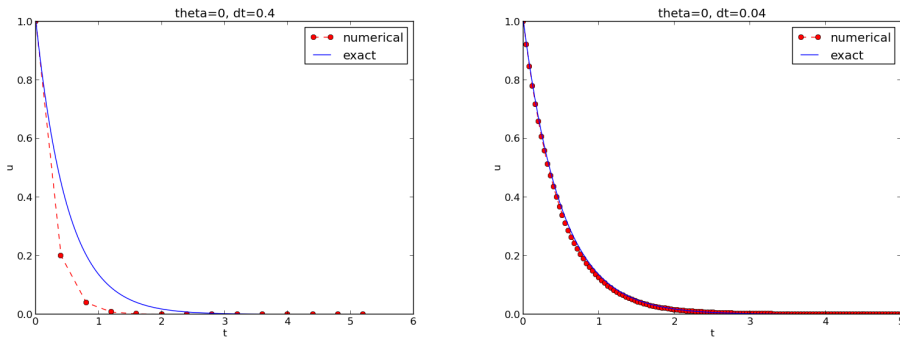 theta=0, dt=0.4
numerical
exact
u
1.0
0.8
0.6
0.4
0.2
0.0
0 1 2 3 4 5 6
t
theta=0, dt=0.04
numerical
exact
u
1.0
0.8
0.6
0.4
0.2
0.0
0 1 2 3 4 5
t